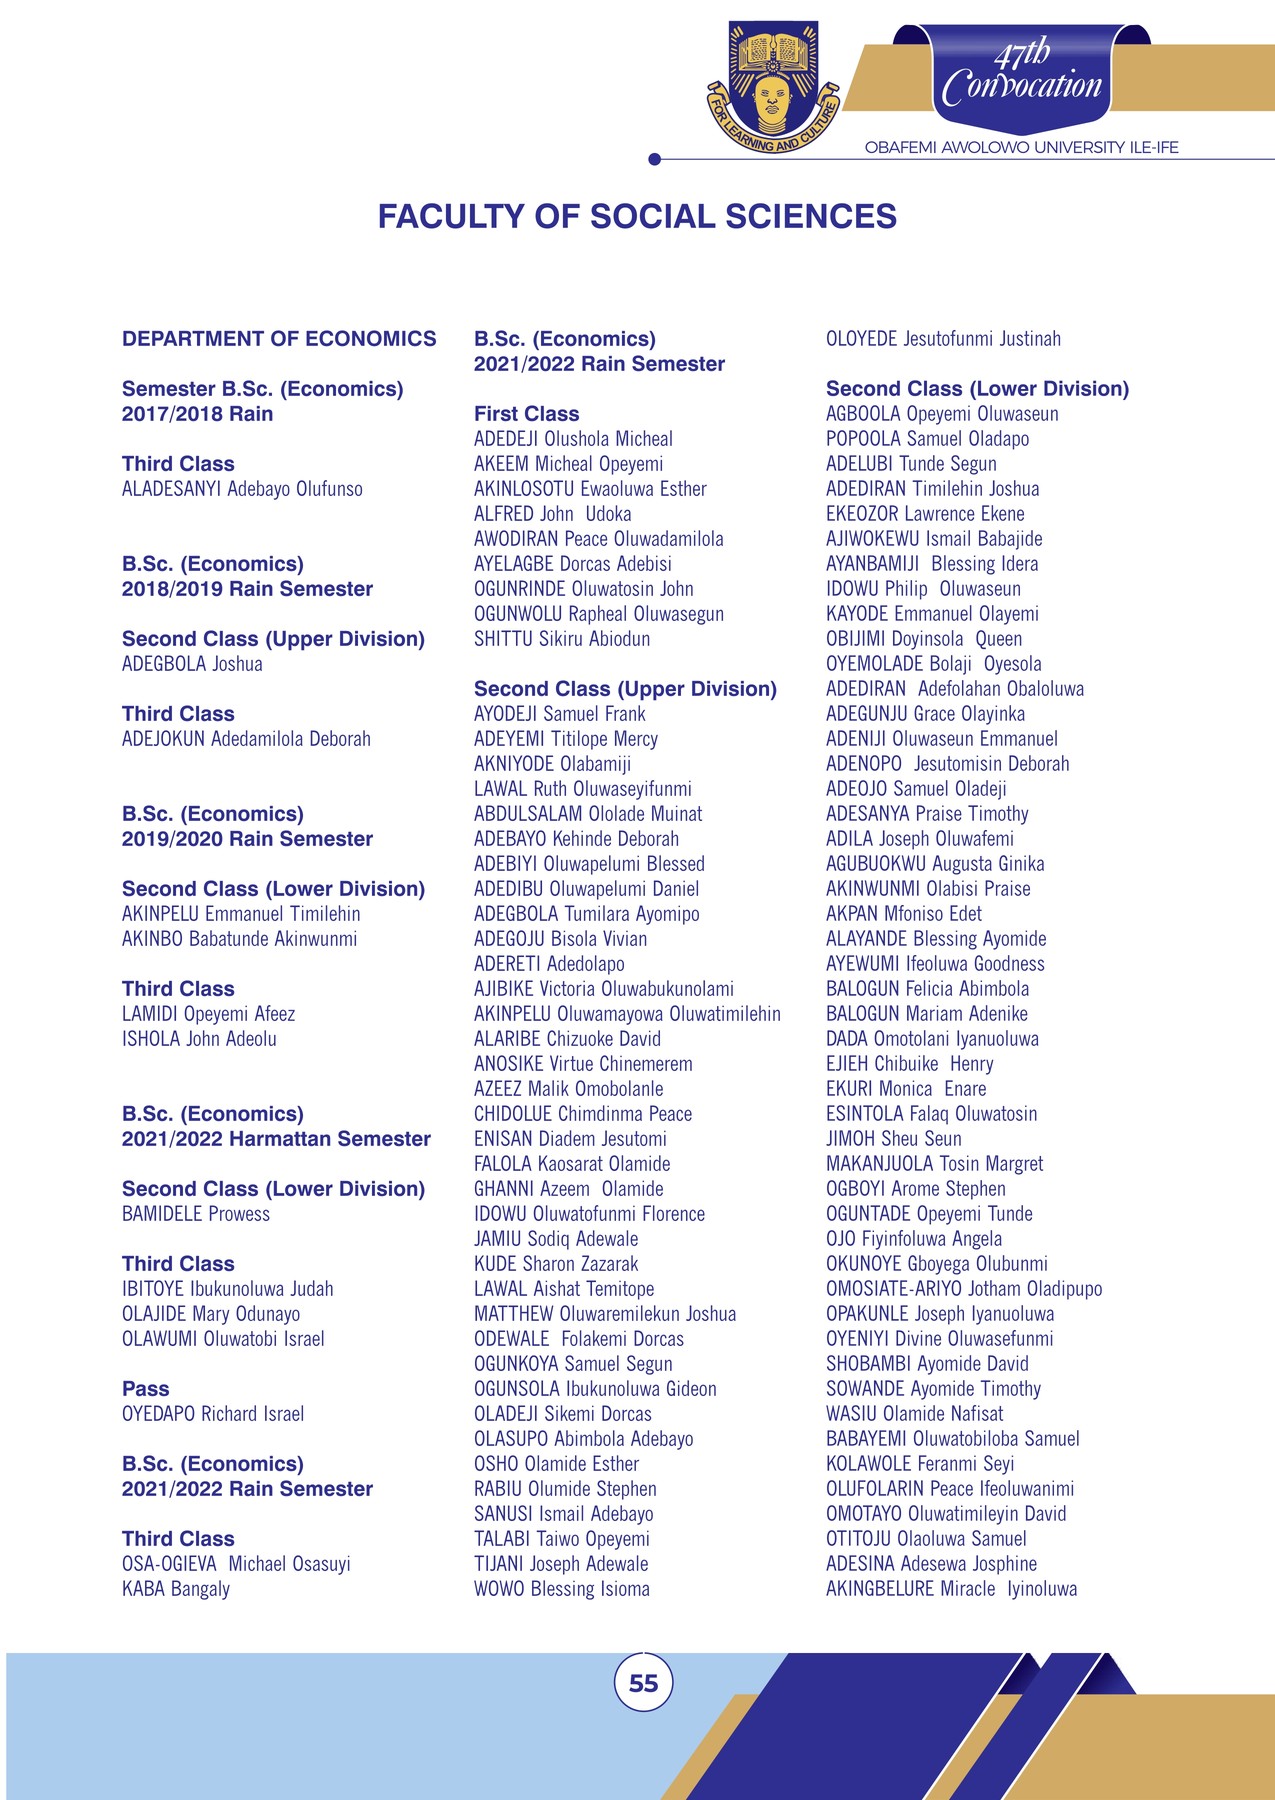 FOR LEARNING AND CULTURE
47th
Convocation
OBAFEMI AWOLOWO UNIVERSITY ILE-IFE
FACULTY OF SOCIAL SCIENCES
DEPARTMENT OF ECONOMICS
Semester B.Sc. (Economics)
2017/2018 Rain
Third Class
ALADESANYI Adebayo Olufunso
B.Sc. (Economics)
2018/2019 Rain Semester
Second Class (Upper Division)
ADEGBOLA Joshua
Third Class
ADEJOKUN Adedamilola Deborah
B.Sc. (Economics)
2019/2020 Rain Semester
Second Class (Lower Division)
AKINPELU Emmanuel Timilehin
AKINBO Babatunde Akinwunmi
Third Class
LAMIDI Opeyemi Afeez
ISHOLA John Adeolu
B.Sc. (Economics)
2021/2022 Harmattan Semester
Second Class (Lower Division)
BAMIDELE Prowess
Third Class
IBITOYE Ibukunoluwa Judah
OLAJIDE Mary Odunayo
OLAWUMI Oluwatobi Israel
Pass
OYEDAPO Richard Israel
B.Sc. (Economics)
2021/2022 Rain Semester
Third Class
OSA-OGIEVA  Michael Osasuyi
KABA Bangaly
B.Sc. (Economics)
2021/2022 Rain Semester
First Class
ADEDEJI Olushola Micheal
AKEEM Micheal Opeyemi
AKINLOSOTU Ewaoluwa Esther
ALFRED John  Udoka
AWODIRAN Peace Oluwadamilola
AYELAGBE Dorcas Adebisi
OGUNRINDE Oluwatosin John
OGUNWOLU Rapheal Oluwasegun
SHITTU Sikiru Abiodun
Second Class (Upper Division)
AYODEJI Samuel Frank
ADEYEMI Titilope Mercy
AKNIYODE Olabamiji
LAWAL Ruth Oluwaseyifunmi
ABDULSALAM Ololade Muinat
ADEBAYO Kehinde Deborah
ADEBIYI Oluwapelumi Blessed
ADEDIBU Oluwapelumi Daniel
ADEGBOLA Tumilara Ayomipo
ADEGOJU Bisola Vivian
ADERETI Adedolapo
AJIBIKE Victoria Oluwabukunolami
AKINPELU Oluwamayowa Oluwatimilehin
ALARIBE Chizuoke David
ANOSIKE Virtue Chinemerem
AZEEZ Malik Omobolanle
CHIDOLUE Chimdinma Peace
ENISAN Diadem Jesutomi
FALOLA Kaosarat Olamide
GHANNI Azeem  Olamide
IDOWU Oluwatofunmi Florence
JAMIU Sodiq Adewale
KUDE Sharon Zazarak
LAWAL Aishat Temitope
MATTHEW Oluwaremilekun Joshua
ODEWALE  Folakemi Dorcas
OGUNKOYA Samuel Segun
OGUNSOLA Ibukunoluwa Gideon
OLADEJI Sikemi Dorcas
OLASUPO Abimbola Adebayo
OSHO Olamide Esther
RABIU Olumide Stephen
SANUSI Ismail Adebayo
TALABI Taiwo Opeyemi
TIJANI Joseph Adewale
WOWO Blessing Isioma
OLOYEDE Jesutofunmi Justinah
Second Class (Lower Division)
AGBOOLA Opeyemi Oluwaseun
POPOOLA Samuel Oladapo
ADELUBI Tunde Segun
ADEDIRAN Timilehin Joshua
EKEOZOR Lawrence Ekene
AJIWOKEWU Ismail Babajide
AYANBAMIJI  Blessing Idera
IDOWU Philip  Oluwaseun
KAYODE Emmanuel Olayemi
OBIJIMI Doyinsola  Queen
OYEMOLADE Bolaji  Oyesola
ADEDIRAN  Adefolahan Obaloluwa
ADEGUNJU Grace Olayinka
ADENIJI Oluwaseun Emmanuel
ADENOPO  Jesutomisin Deborah
ADEOJO Samuel Oladeji
ADESANYA Praise Timothy
ADILA Joseph Oluwafemi
AGUBUOKWU Augusta Ginika
AKINWUNMI Olabisi Praise
AKPAN Mfoniso Edet
ALAYANDE Blessing Ayomide
AYEWUMI Ifeoluwa Goodness
BALOGUN Felicia Abimbola
BALOGUN Mariam Adenike
DADA Omotolani Iyanuoluwa
EJIEH Chibuike  Henry
EKURI Monica  Enare
ESINTOLA Falaq Oluwatosin
JIMOH Sheu Seun
MAKANJUOLA Tosin Margret
OGBOYI Arome Stephen
OGUNTADE Opeyemi Tunde
OJO Fiyinfoluwa Angela
OKUNOYE Gboyega Olubunmi
OMOSIATE-ARIYO Jotham Oladipupo
OPAKUNLE Joseph Iyanuoluwa
OYENIYI Divine Oluwasefunmi
SHOBAMBI Ayomide David
SOWANDE Ayomide Timothy
WASIU Olamide Nafisat
BABAYEMI Oluwatobiloba Samuel
KOLAWOLE Feranmi Seyi
OLUFOLARIN Peace Ifeoluwanimi
OMOTAYO Oluwatimileyin David
OTITOJU Olaoluwa Samuel
ADESINA Adesewa Josphine
AKINGBELURE Miracle  Iyinoluwa
55